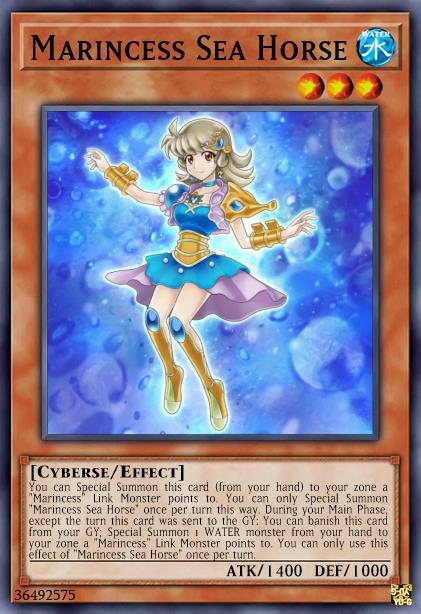 Marincess Sea Horse
WATER
水
[Cyberse/Effect]
You can Special Summon this card (from your hand) to your zone a
"Marincess" Link Monster points to. You can only Special Summon
"Marincess Sea Horse" once per turn this way. During your Main Phase,
except the turn this card was sent to the GY: You can banish this card
from your GY; Special Summon 1 WATER monster from your hand to
your zone a "Marincess" Link Monster points to. You can only use this
effect of "Marincess Sea Horse" once per turn.
ATK/1400 DEF/1000
36492575